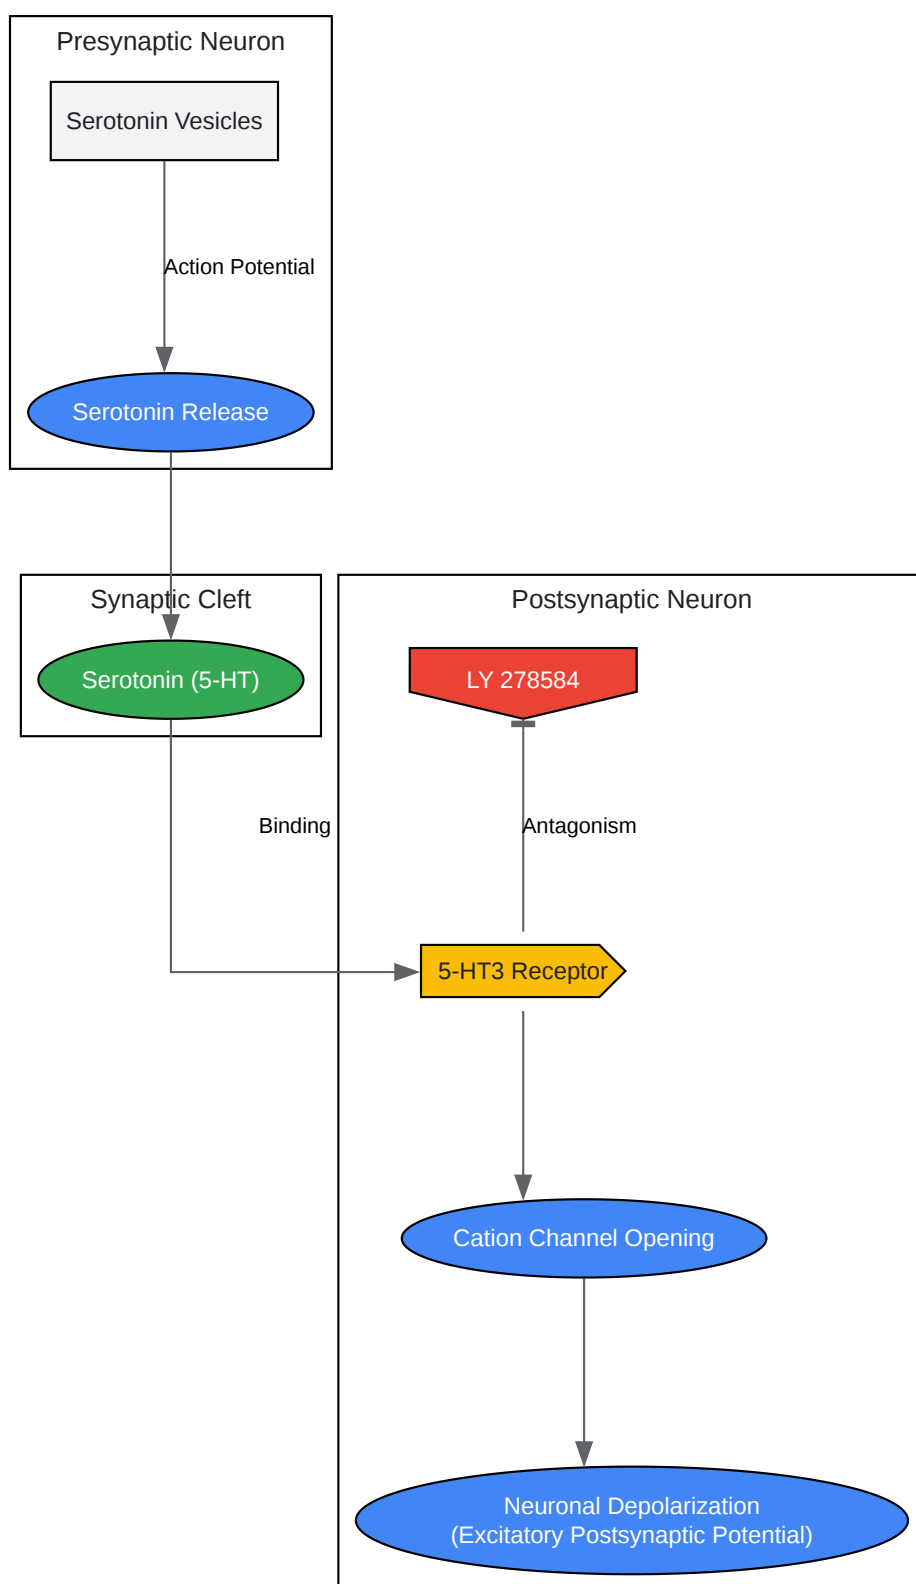 Presynaptic Neuron
Serotonin Vesicles
Action Potential
Serotonin Release
Synaptic Cleft
Serotonin (5-HT)
Binding
Postsynaptic Neuron
LY 278584
Antagonism
5-HT3 Receptor
Cation Channel Opening
Neuronal Depolarization
(Excitatory Postsynaptic Potential)